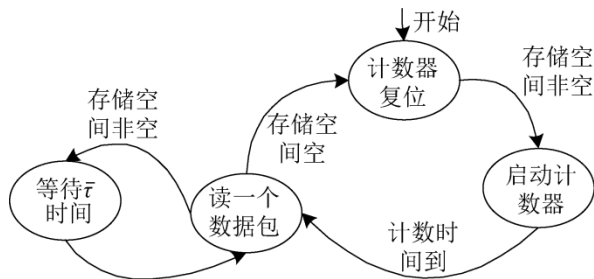 开始
计数器
复位
存储空
间非空
存储空
间非空
存储空
间空
等待τ̄
时间
读一个
数据包
启动计
数器
计数时
间到